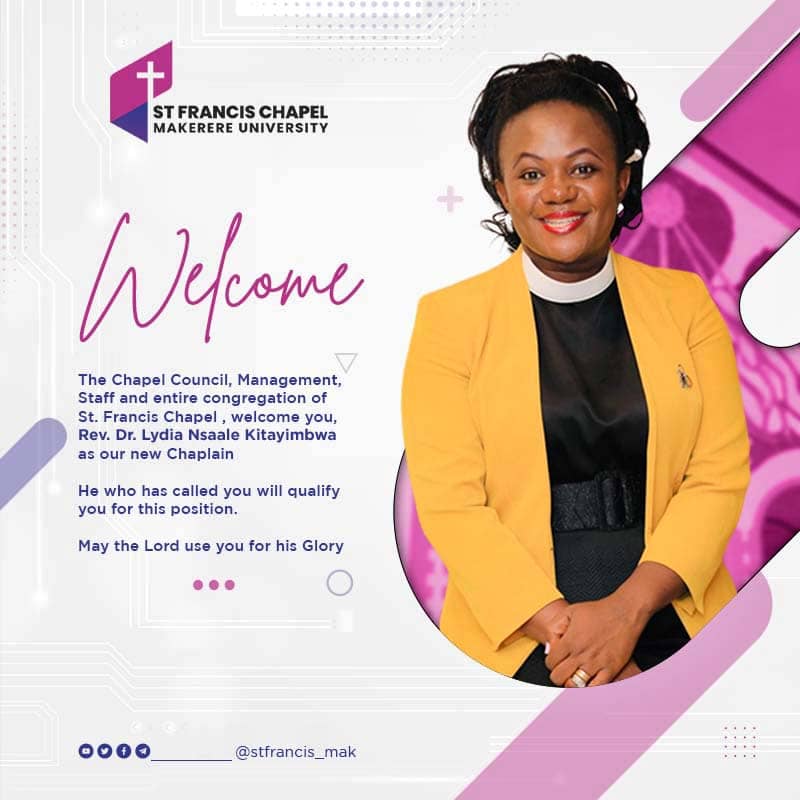 ST FRANCIS CHAPEL
MAKERERE UNIVERSITY
Welcome
The Chapel Council, Management,
Staff and entire congregation of
St. Francis Chapel , welcome you,
Rev. Dr. Lydia Nsaale Kitayimbwa
as our new Chaplain
He who has called you will qualify
you for this position.
May the Lord use you for his Glory
@stfrancis_mak